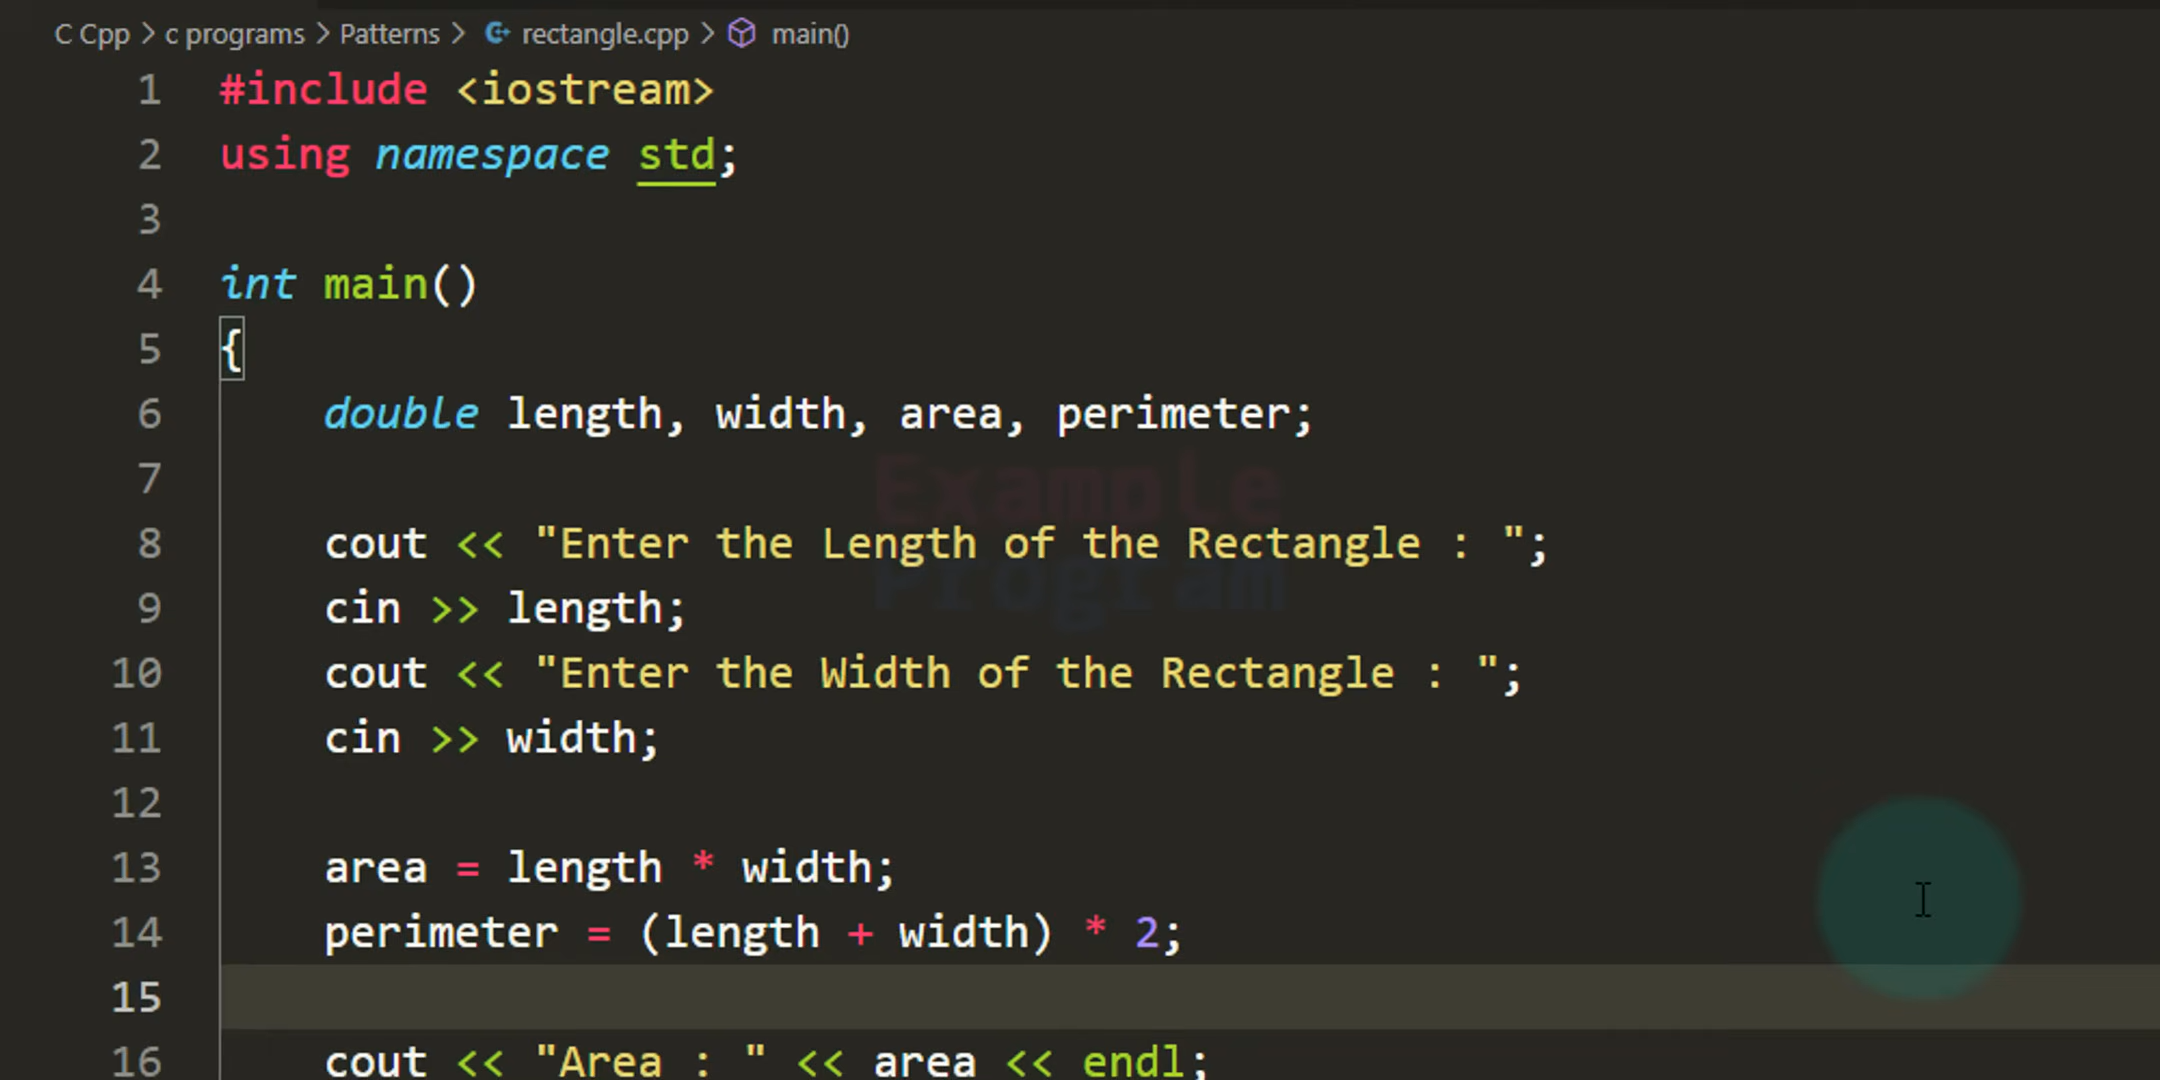 C Cpp > c programs > Patterns > rectangle.cpp > main()
1 #include <iostream>
2 using namespace std;
3
4 int main()
5 {
6 double length, width, area, perimeter;
7
Example
8 cout << "Enter the Length of the Rectangle : ";
Program
9 cin >> length;
10 cout << "Enter the Width of the Rectangle : ";
11 cin >> width;
12
13 area = length * width;
14 perimeter = (length + width) * 2;
15
16 cout << "Area : " << area << endl;